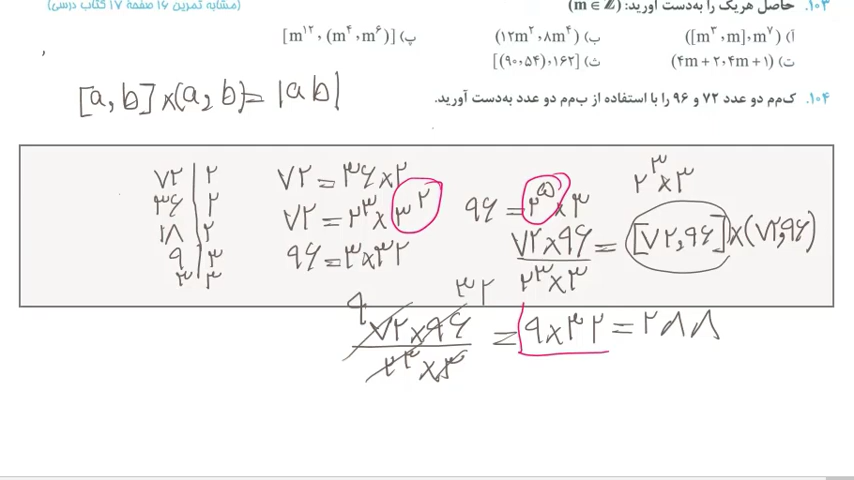 ۱۰۳. حاصل هریک را به‌دست آورید: (m ∈ ℤ) (مشابه تمرین ۱۶ صفحهٔ ۱۷ کتاب درسی)
آ) ([m³, m], m⁷) ب) (۱۲m², ۸m⁴) پ) [m¹², (m⁴, m⁶)]
ت) (۴m + ۲, ۴m + ۱) ث) [(۹۰, ۵۴), ۱۶۲]
[a, b] × (a, b) = |ab|
۱۰۴. ک‌م‌م دو عدد ۷۲ و ۹۶ را با استفاده از ب‌م‌م دو عدد به‌دست آورید.
۷۲ | ۲
۳۶ | ۲
۱۸ | ۲
۹ | ۳
۳ | ۳
۷۲ = ۳۶ × ۲
۷۲ = ۲³ × ۳²
۹۶ = ۳ × ۳۲
۹۶ = ۲⁵ × ۳
۲³ × ۳
۷۲ × ۹۶ / ۲³ × ۳ = [۷۲, ۹۶] × (۷۲, ۹۶)
۹ ۳۲
۷۲ × ۹۶ / ۲³ × ۳ = ۹ × ۳۲ = ۲۸۸